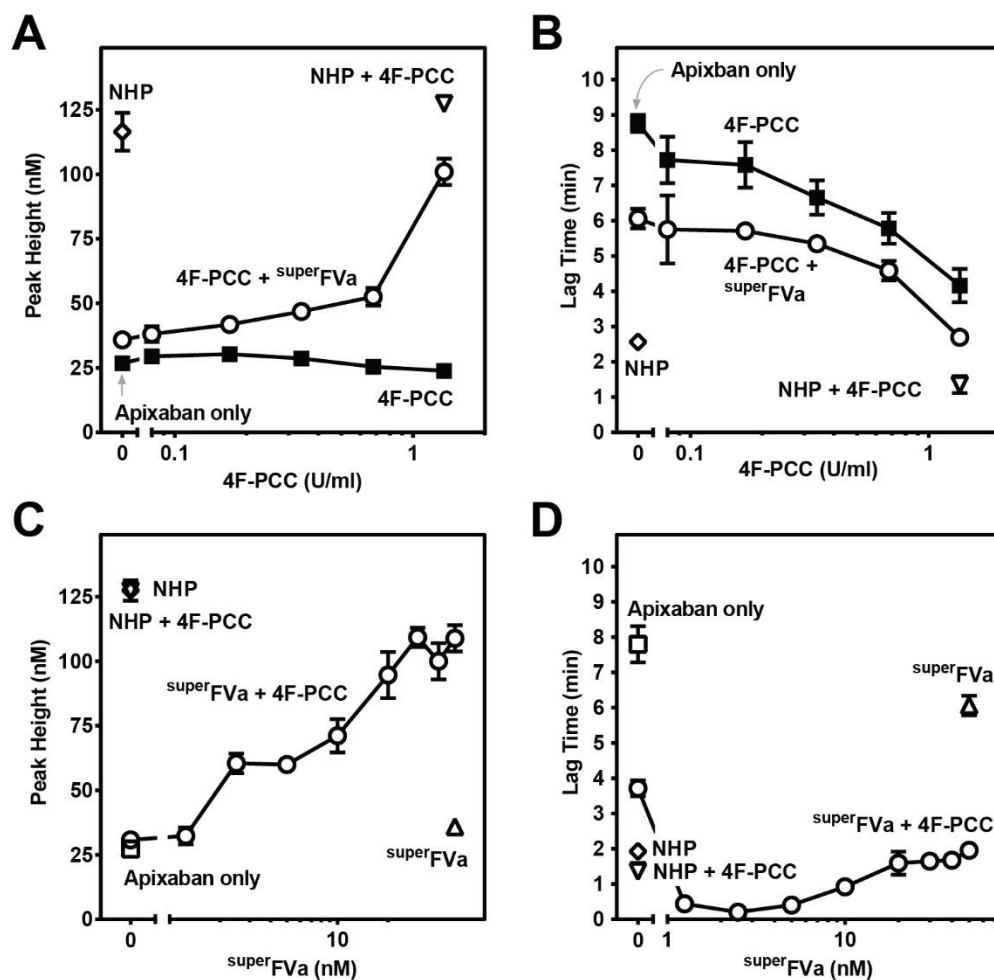 A
Peak Height (nM)
125
100
75
50
25
0
NHP
NHP + 4F-PCC
4F-PCC + superFVa
4F-PCC
Apixaban only
0
0.1
1
4F-PCC (U/ml)
B
Lag Time (min)
10
9
8
7
6
5
4
3
2
1
0
Apixban only
4F-PCC
4F-PCC +
superFVa
NHP
NHP + 4F-PCC
0
0.1
1
4F-PCC (U/ml)
C
Peak Height (nM)
125
100
75
50
25
0
NHP
NHP + 4F-PCC
superFVa + 4F-PCC
Apixaban only
superFVa
0
10
superFVa (nM)
D
Lag Time (min)
10
9
8
7
6
5
4
3
2
1
0
Apixaban only
superFVa
superFVa + 4F-PCC
NHP
NHP + 4F-PCC
0
1
10
superFVa (nM)